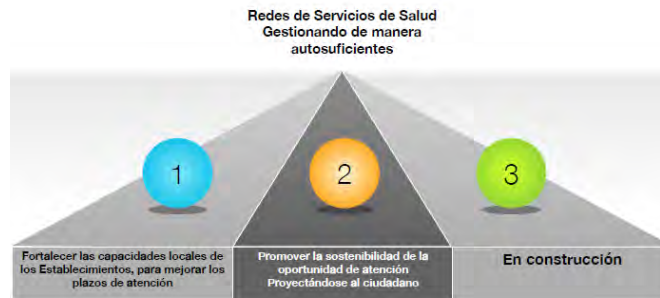 Redes de Servicios de Salud
Gestionando de manera
autosuficientes
1
2
3
Fortalecer las capacidades locales de
los Establecimientos, para mejorar los
plazos de atención
Promover la sostenibilidad de la
oportunidad de atención
Proyectándose al ciudadano
En construcción